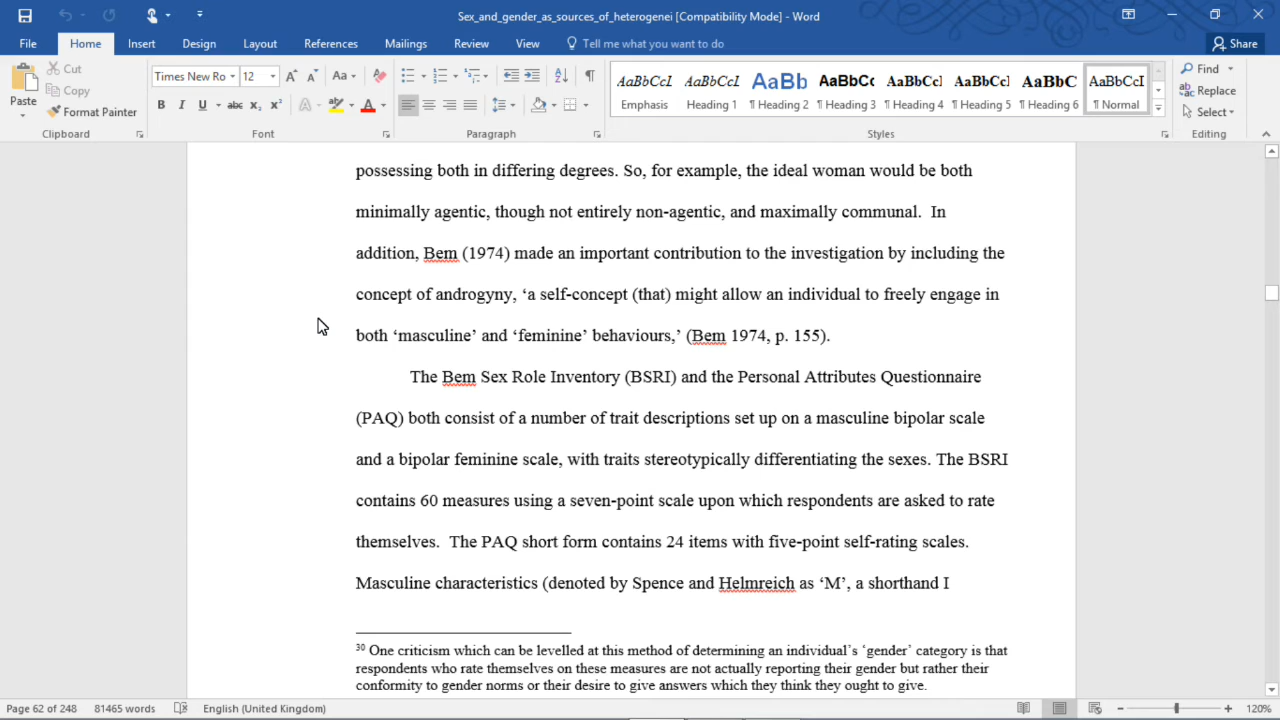 Sex_and_gender_as_sources_of_heterogenei [Compatibility Mode] - Word
File Home Insert Design Layout References Mailings Review View Tell me what you want to do Share
Paste
Cut
Copy
Format Painter
Clipboard
Times New Ro 12 Aa
B I U abc x₂ x² A A
Font
Paragraph
AaBbCcI AaBbCcL AaBb AaBbCc AaBbCcI AaBbCcI AaBbC AaBbCcI
Emphasis Heading 1 ¶ Heading 2 ¶ Heading 3 ¶ Heading 4 ¶ Heading 5 ¶ Heading 6 ¶ Normal
Styles
Find
Replace
Select
Editing
possessing both in differing degrees. So, for example, the ideal woman would be both
minimally agentic, though not entirely non-agentic, and maximally communal.  In
addition, Bem (1974) made an important contribution to the investigation by including the
concept of androgyny, ‘a self-concept (that) might allow an individual to freely engage in
both ‘masculine’ and ‘feminine’ behaviours,’ (Bem 1974, p. 155).
The Bem Sex Role Inventory (BSRI) and the Personal Attributes Questionnaire
(PAQ) both consist of a number of trait descriptions set up on a masculine bipolar scale
and a bipolar feminine scale, with traits stereotypically differentiating the sexes. The BSRI
contains 60 measures using a seven-point scale upon which respondents are asked to rate
themselves.  The PAQ short form contains 24 items with five-point self-rating scales.
Masculine characteristics (denoted by Spence and Helmreich as ‘M’, a shorthand I
30 One criticism which can be levelled at this method of determining an individual’s ‘gender’ category is that
respondents who rate themselves on these measures are not actually reporting their gender but rather their
conformity to gender norms or their desire to give answers which they think they ought to give.
Page 62 of 248 81465 words English (United Kingdom) 120%